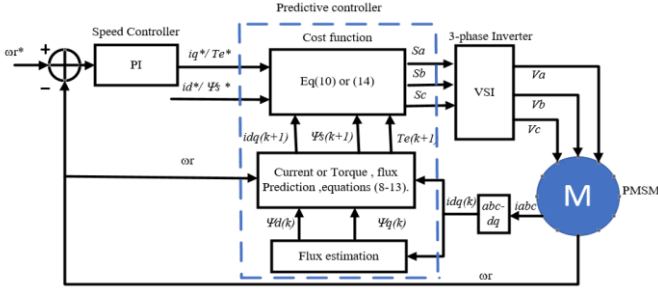 Predictive controller
Speed Controller
Cost function
3-phase Inverter
ωr*
+
−
PI
iq*/Te*
id*/Ψs *
Eq(10) or (14)
Sa
Sb
Sc
VSI
Va
Vb
Vc
idq(k+1)
Ψs(k+1)
Te(k+1)
ωr
Current or Torque , flux
Prediction ,equations (8-13).
idq(k)
abc-
dq
iabc
M
PMSM
Ψd(k)
Ψq(k)
Flux estimation
ωr